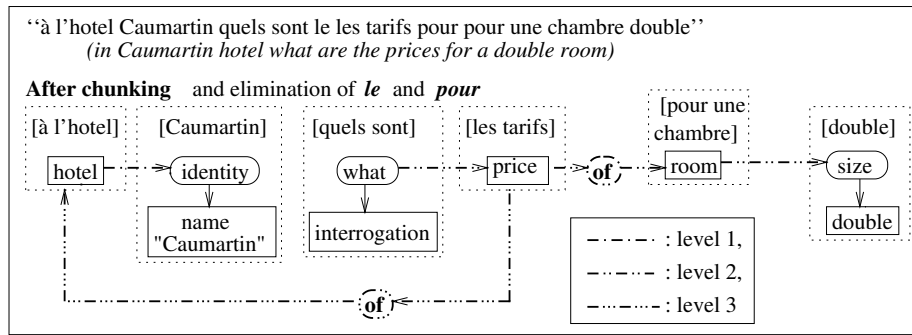 ‘‘à l’hotel Caumartin quels sont le les tarifs pour pour une chambre double’’
(in Caumartin hotel what are the prices for a double room)
After chunking and elimination of le and pour
[à l’hotel] [Caumartin] [quels sont] [les tarifs] [pour une chambre] [double]
hotel identity what price of room size
name "Caumartin" interrogation double
of
: level 1,
: level 2,
: level 3